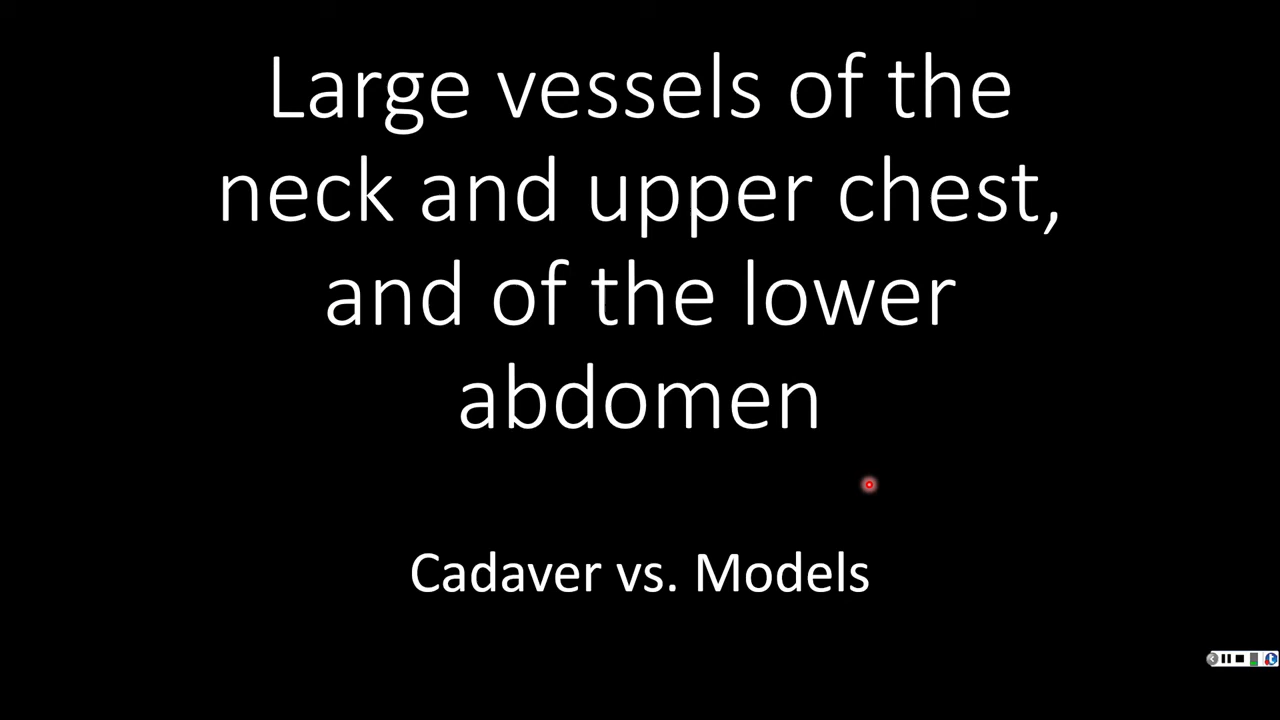 Large vessels of the
neck and upper chest,
and of the lower
abdomen
Cadaver vs. Models